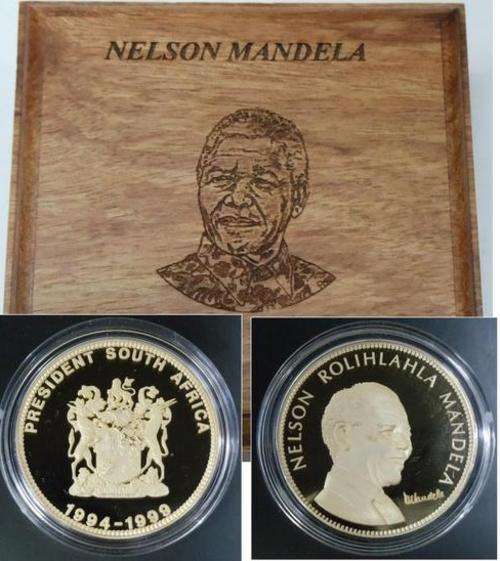 NELSON MANDELA
PRESIDENT SOUTH AFRICA
1994-1999
NELSON ROLIHLAHLA MANDELA